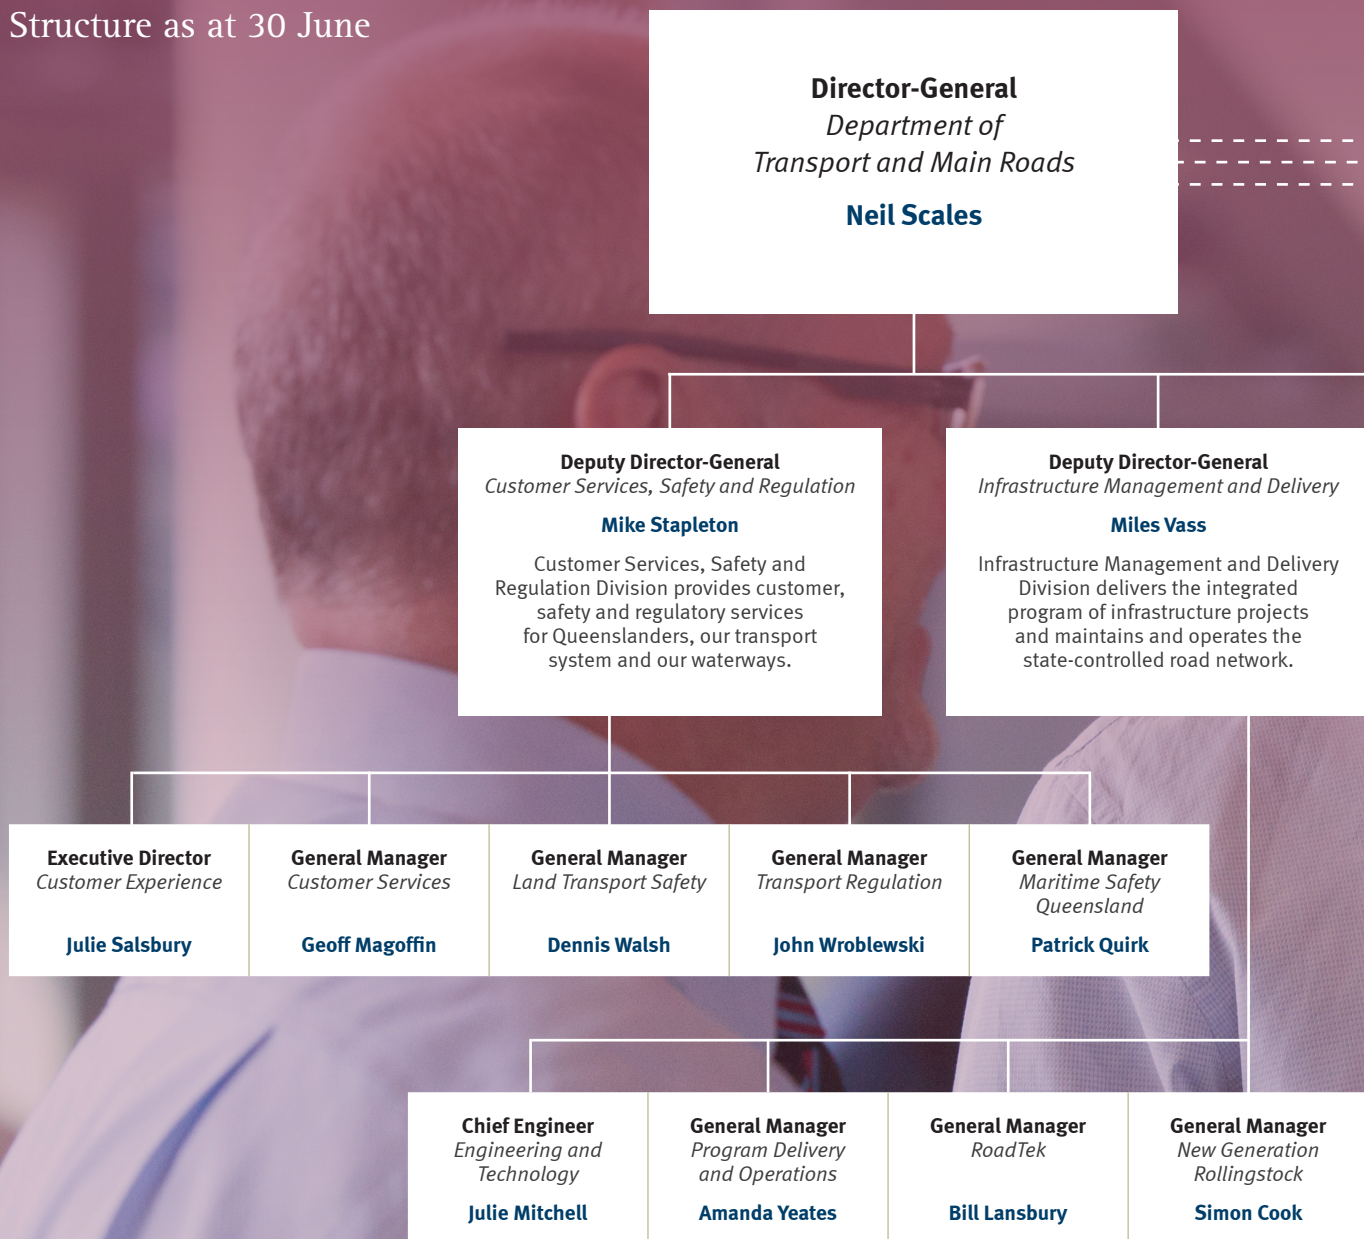 Structure as at 30 June
Director-General
Department of
Transport and Main Roads
Neil Scales
Deputy Director-General
Customer Services, Safety and Regulation
Mike Stapleton
Customer Services, Safety and
Regulation Division provides customer,
safety and regulatory services
for Queenslanders, our transport
system and our waterways.
Deputy Director-General
Infrastructure Management and Delivery
Miles Vass
Infrastructure Management and Delivery
Division delivers the integrated
program of infrastructure projects
and maintains and operates the
state-controlled road network.
Executive Director
Customer Experience
Julie Salsbury
General Manager
Customer Services
Geoff Magoffin
General Manager
Land Transport Safety
Dennis Walsh
General Manager
Transport Regulation
John Wroblewski
General Manager
Maritime Safety
Queensland
Patrick Quirk
Chief Engineer
Engineering and
Technology
Julie Mitchell
General Manager
Program Delivery
and Operations
Amanda Yeates
General Manager
RoadTek
Bill Lansbury
General Manager
New Generation
Rollingstock
Simon Cook